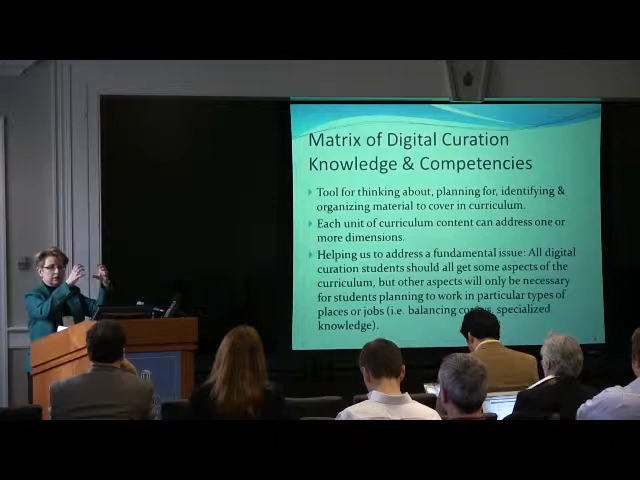 Matrix of Digital Curation
Knowledge & Competencies
Tool for thinking about, planning for, identifying &
organizing material to cover in curriculum.
Each unit of curriculum content can address one or
more dimensions.
Helping us to address a fundamental issue: All digital
curation students should all get some aspects of the
curriculum, but other aspects will only be necessary
for students planning to work in particular types of
places or jobs (i.e. balancing specialized
knowledge).